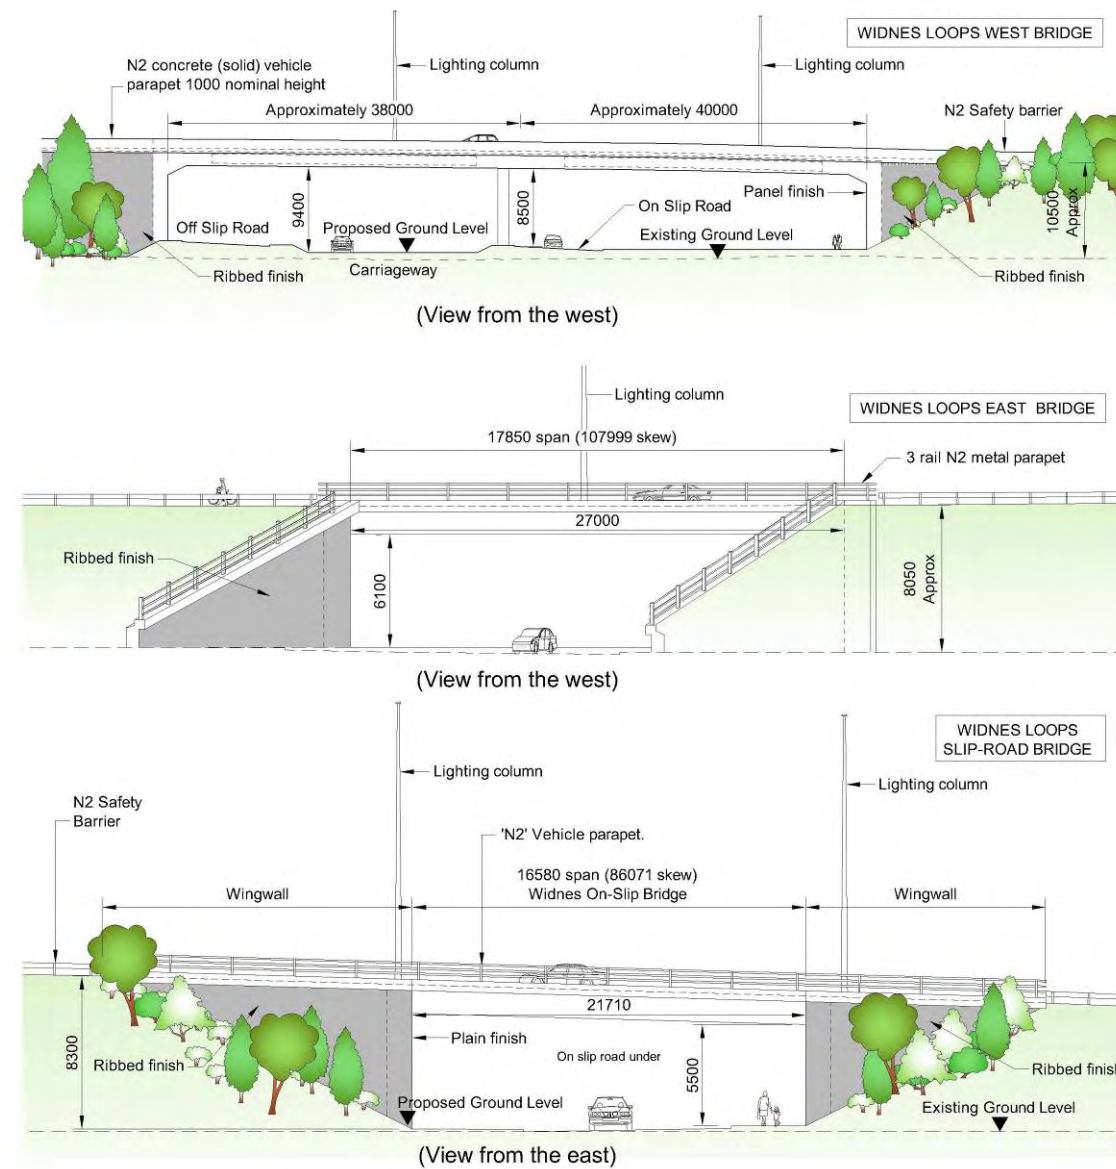 WIDNES LOOPS WEST BRIDGE
N2 concrete (solid) vehicle
parapet 1000 nominal height
Lighting column
Lighting column
Approximately 38000
Approximately 40000
N2 Safety barrier
9400
8500
Panel finish
10500
Approx
Off Slip Road
Proposed Ground Level
On Slip Road
Existing Ground Level
Ribbed finish
Carriageway
Ribbed finish
(View from the west)
Lighting column
WIDNES LOOPS EAST BRIDGE
17850 span (107999 skew)
3 rail N2 metal parapet
27000
Ribbed finish
6100
8050
Approx
(View from the west)
WIDNES LOOPS
SLIP-ROAD BRIDGE
Lighting column
Lighting column
N2 Safety
Barrier
'N2' Vehicle parapet.
16580 span (86071 skew)
Wingwall
Widnes On-Slip Bridge
Wingwall
21710
8300
Plain finish
Ribbed finish
On slip road under
5500
Ribbed finish
Proposed Ground Level
Existing Ground Level
(View from the east)